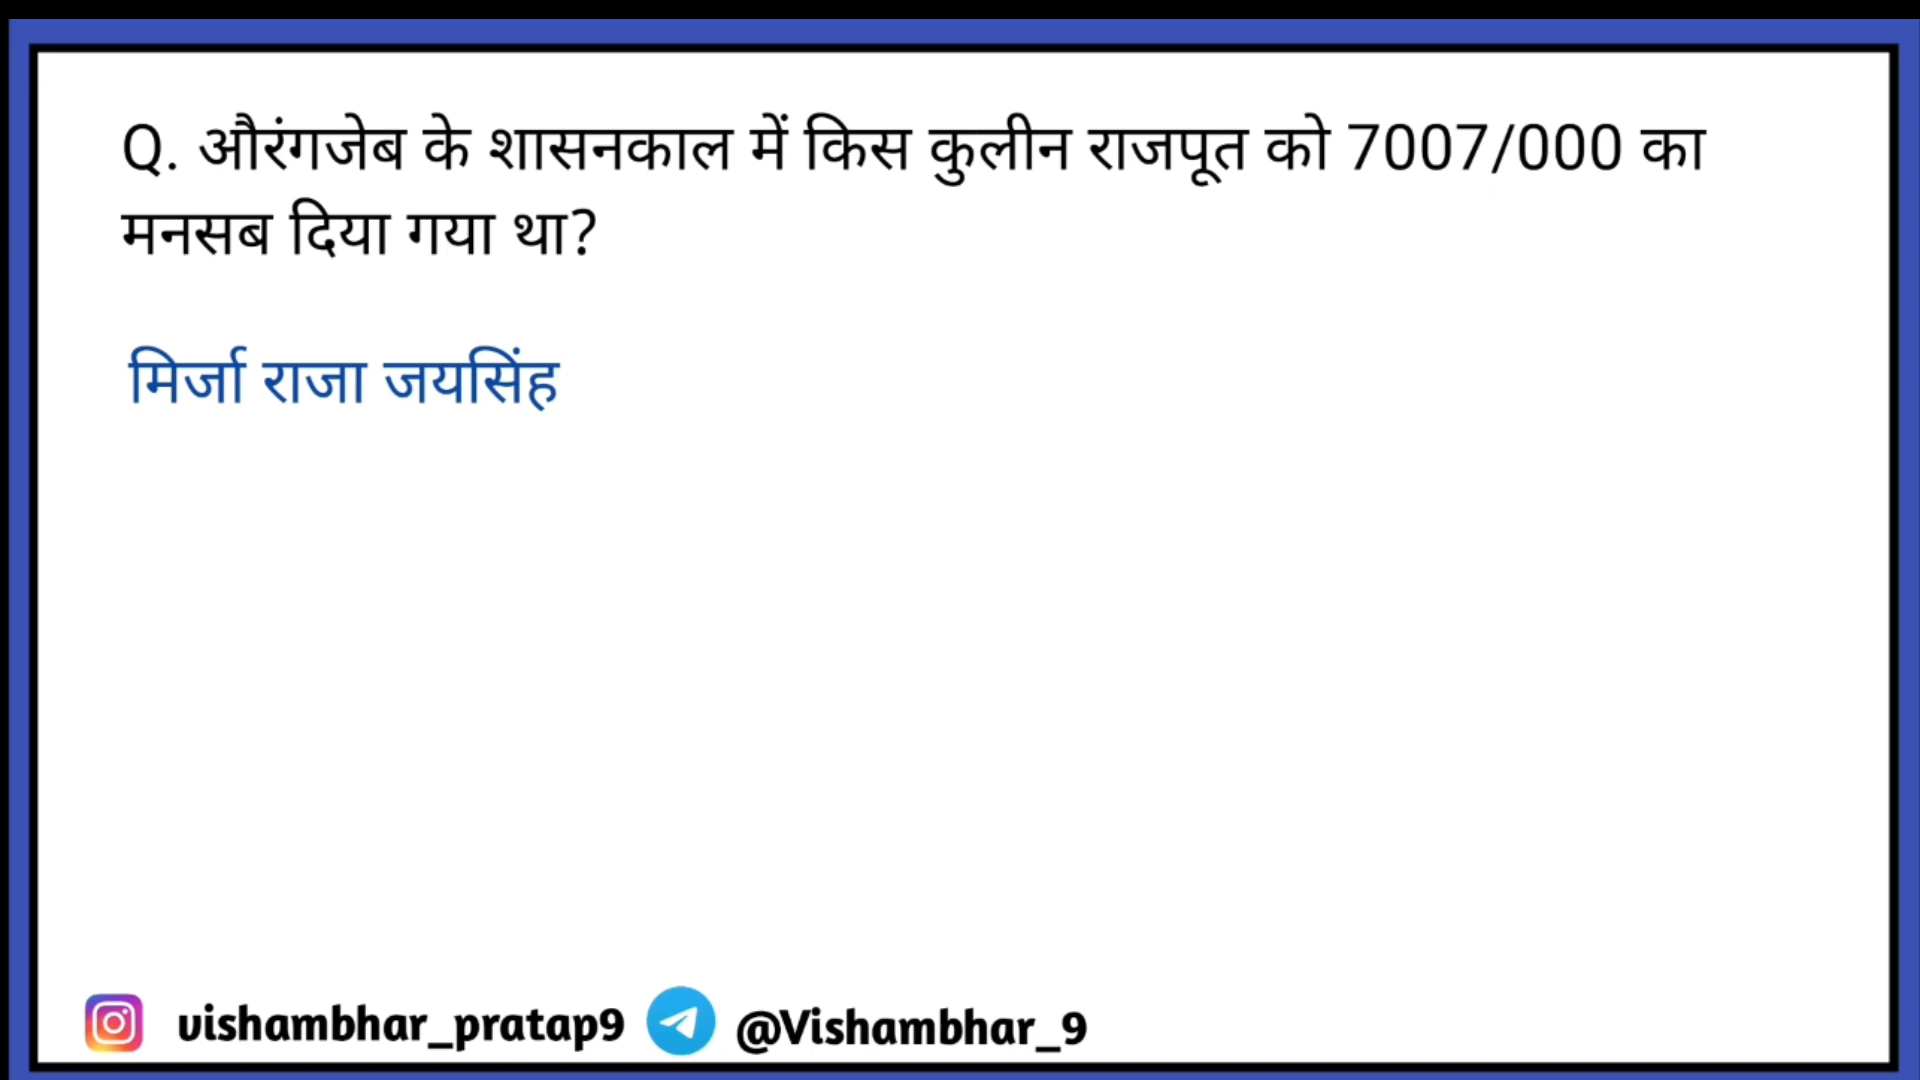 Q. औरंगजेब के शासनकाल में किस कुलीन राजपूत को 7007/000 का
मनसब दिया गया था?
मिर्जा राजा जयसिंह
vishambhar_pratap9 @Vishambhar_9